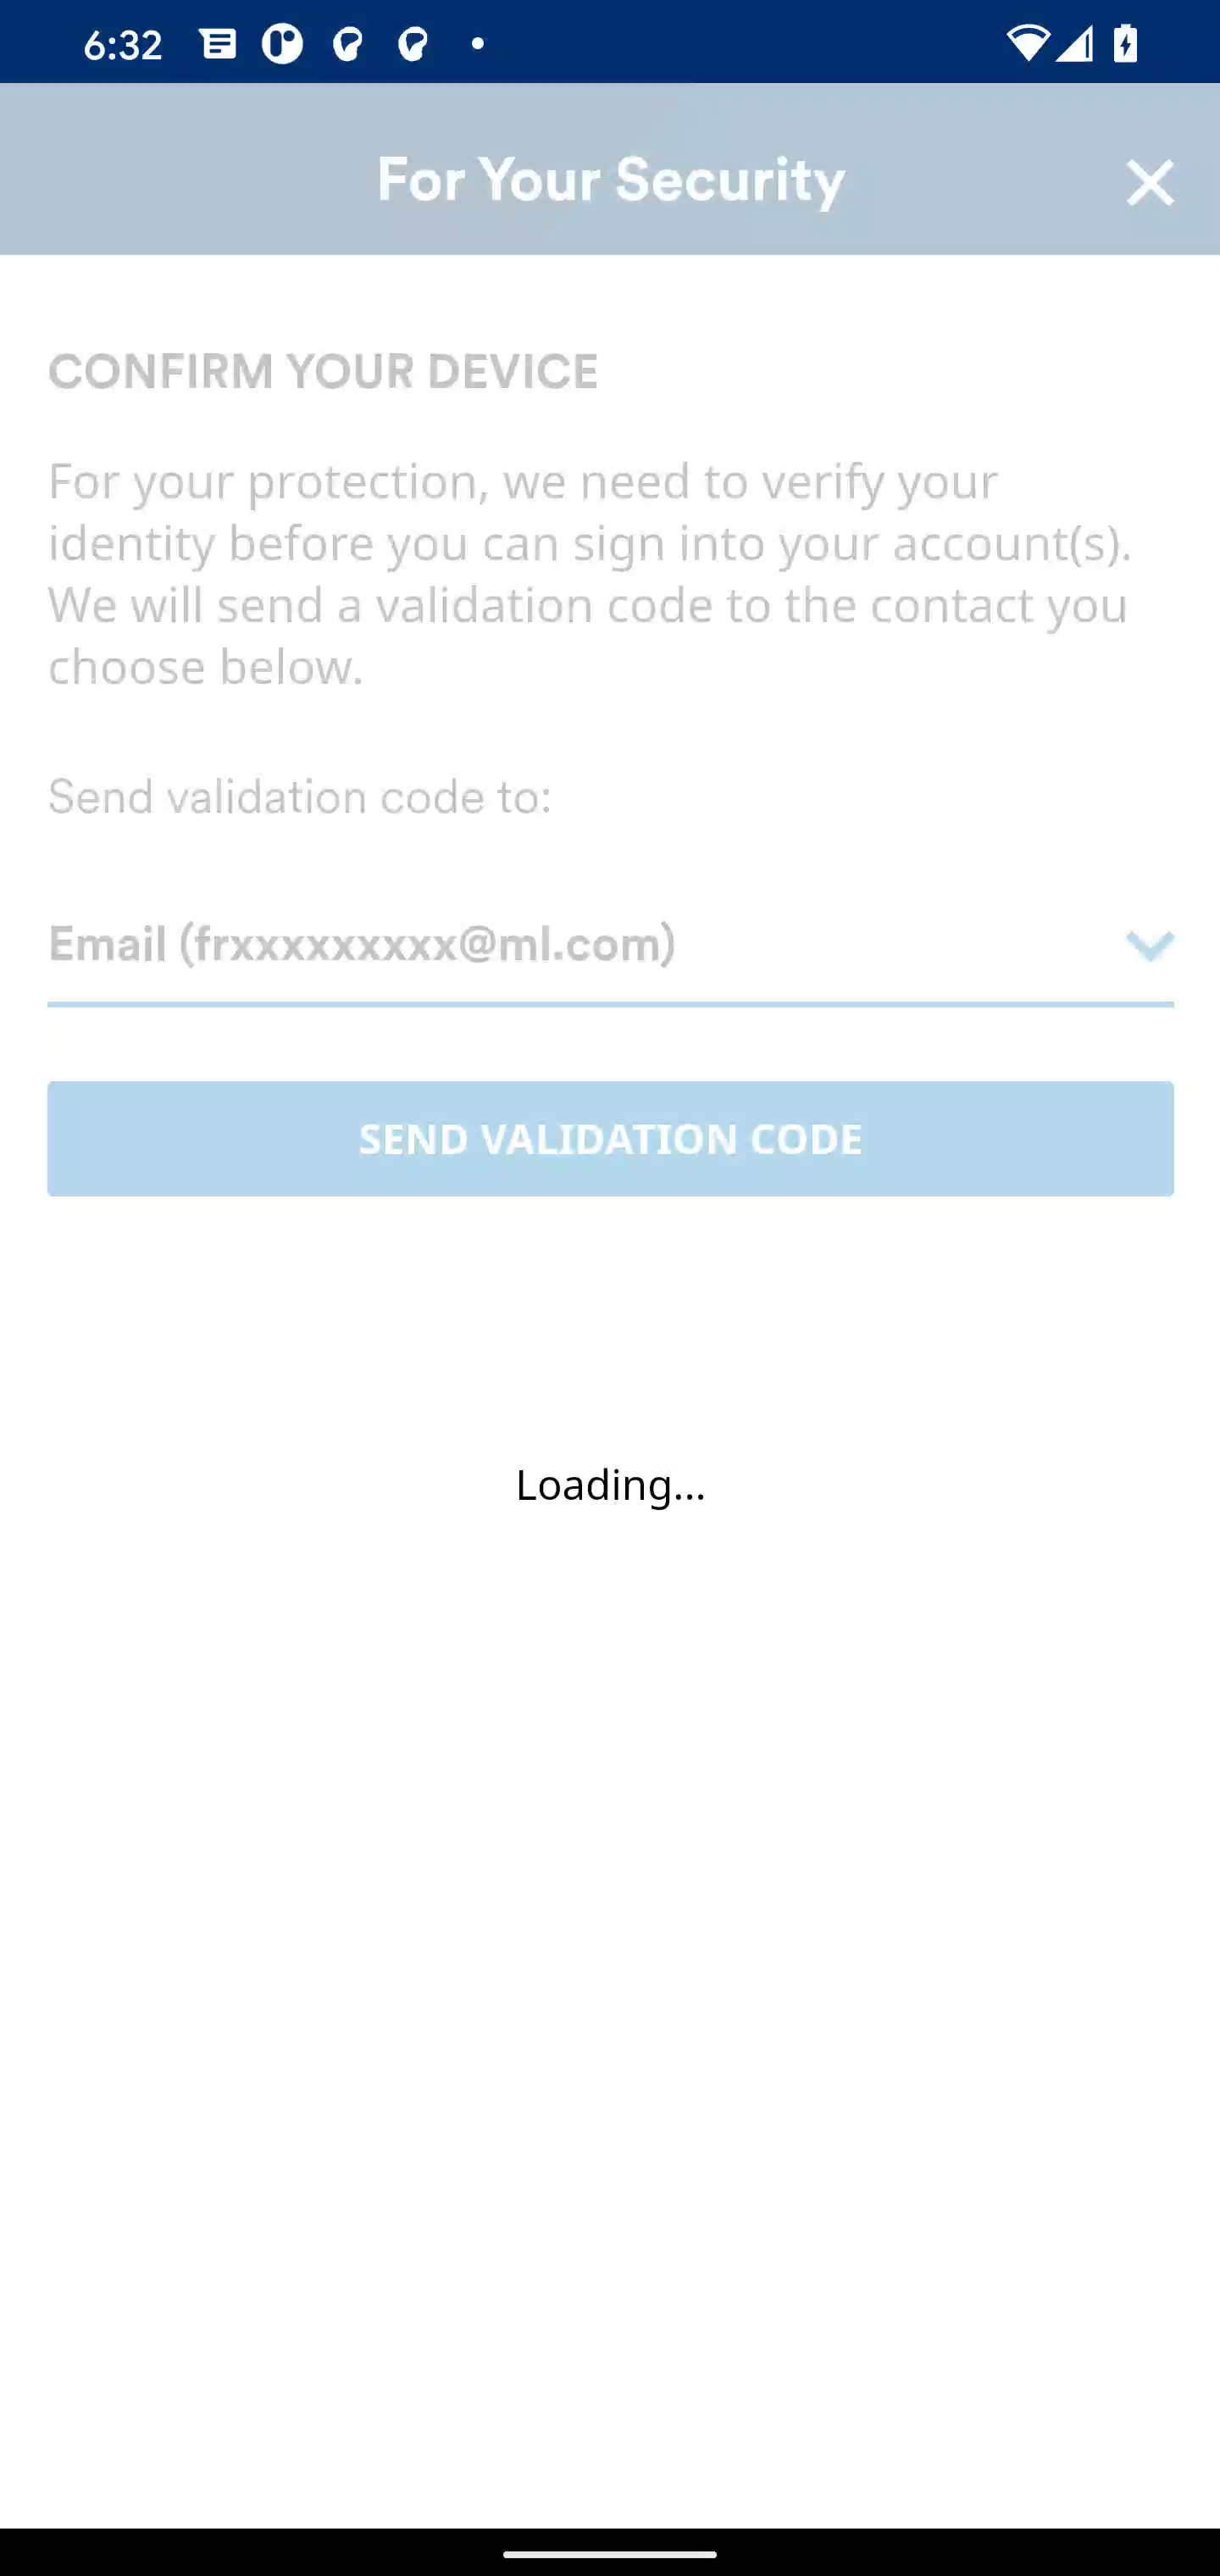 6:32
For Your Security
CONFIRM YOUR DEVICE
For your protection, we need to verify your
identity before you can sign into your account(s).
We will send a validation code to the contact you
choose below.
Send validation code to:
Email (frxxxxxxxxx@ml.com)
SEND VALIDATION CODE
Loading...